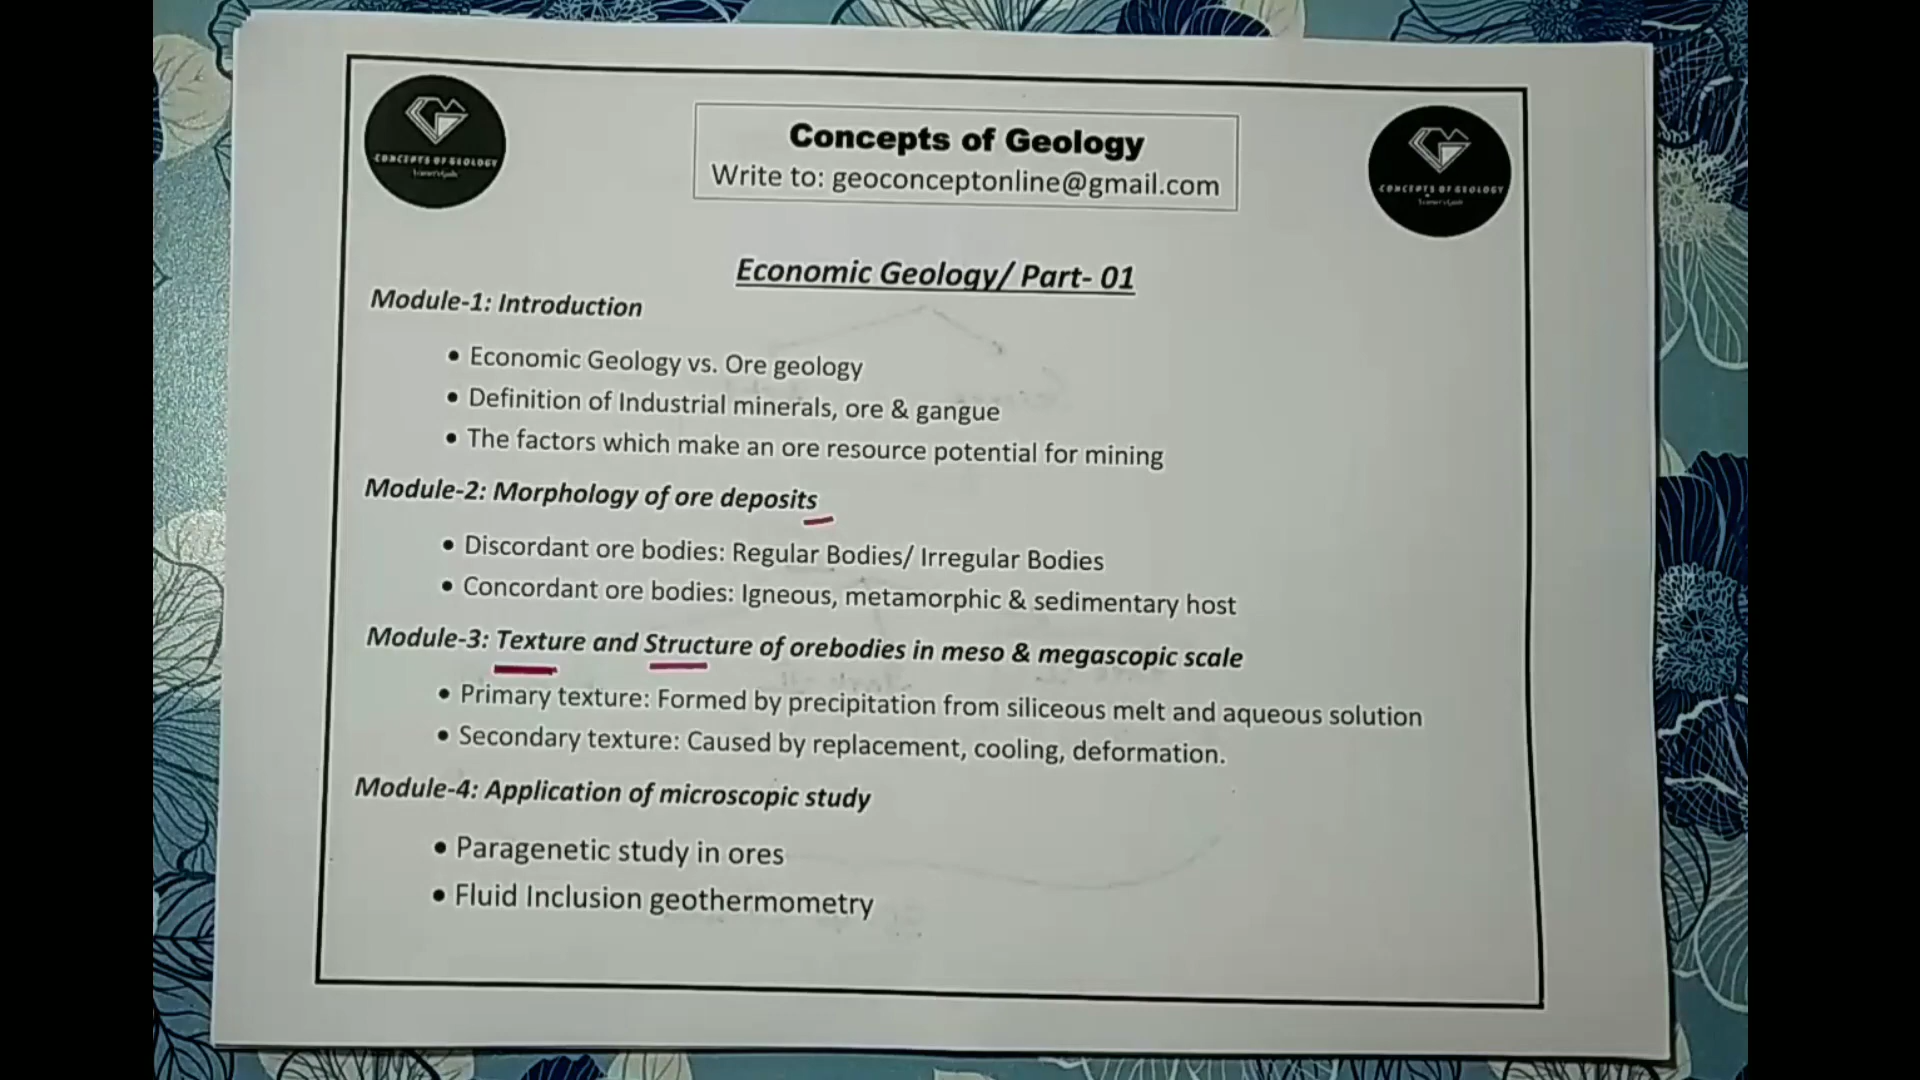 CONCEPTS OF GEOLOGY
Concepts of Geology
Write to: geoconceptonline@gmail.com
CONCEPTS OF GEOLOGY
Economic Geology/ Part- 01
Module-1: Introduction
• Economic Geology vs. Ore geology
• Definition of Industrial minerals, ore & gangue
• The factors which make an ore resource potential for mining
Module-2: Morphology of ore deposits
• Discordant ore bodies: Regular Bodies/ Irregular Bodies
• Concordant ore bodies: Igneous, metamorphic & sedimentary host
Module-3: Texture and Structure of orebodies in meso & megascopic scale
• Primary texture: Formed by precipitation from siliceous melt and aqueous solution
• Secondary texture: Caused by replacement, cooling, deformation.
Module-4: Application of microscopic study
• Paragenetic study in ores
• Fluid Inclusion geothermometry